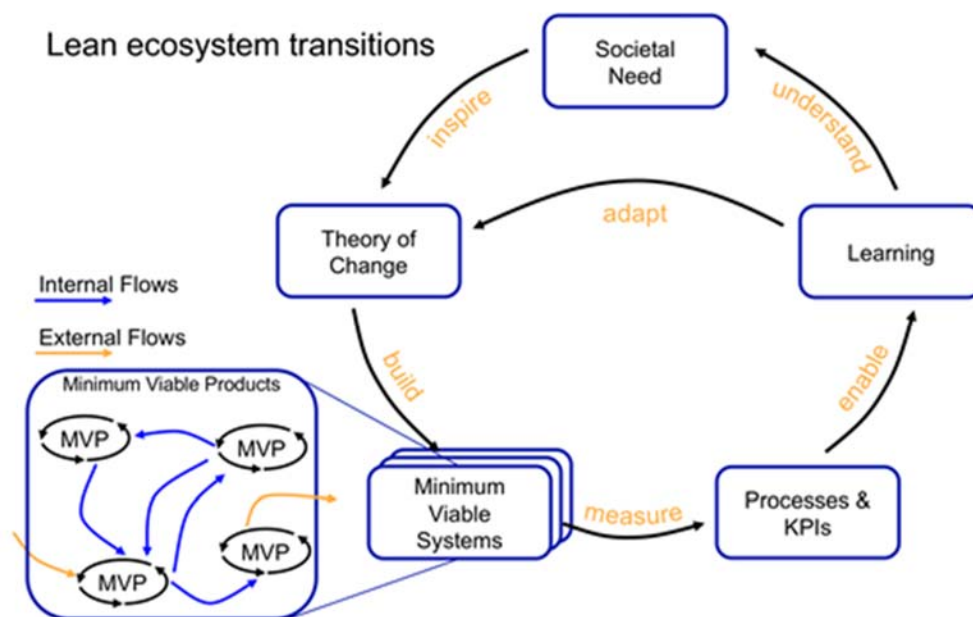 Lean ecosystem transitions
Societal
Need
inspire
understand
adapt
Theory of
Change
Learning
Internal Flows
External Flows
build
enable
Minimum Viable Products
MVP
MVP
MVP
MVP
Minimum
Viable
Systems
measure
Processes &
KPIs